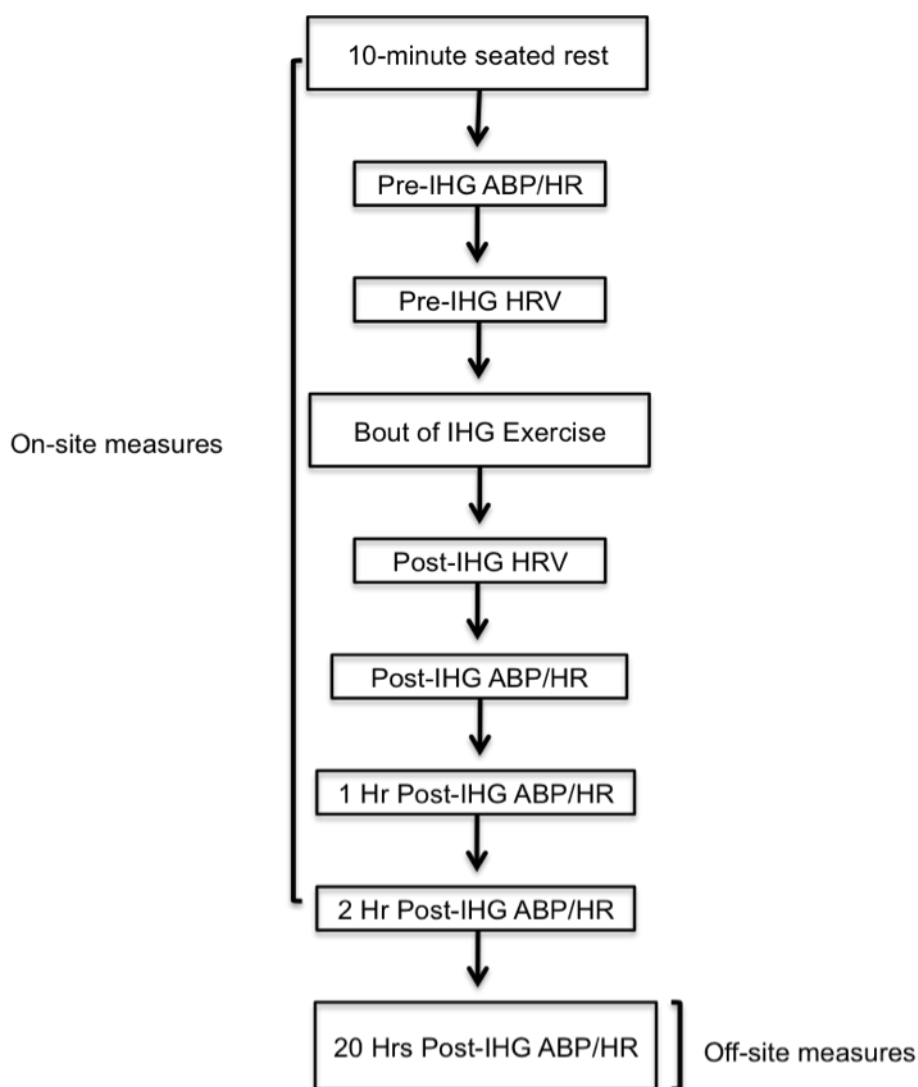 10-minute seated rest
Pre-IHG ABP/HR
Pre-IHG HRV
Bout of IHG Exercise
On-site measures
Post-IHG HRV
Post-IHG ABP/HR
1 Hr Post-IHG ABP/HR
2 Hr Post-IHG ABP/HR
20 Hrs Post-IHG ABP/HR
Off-site measures